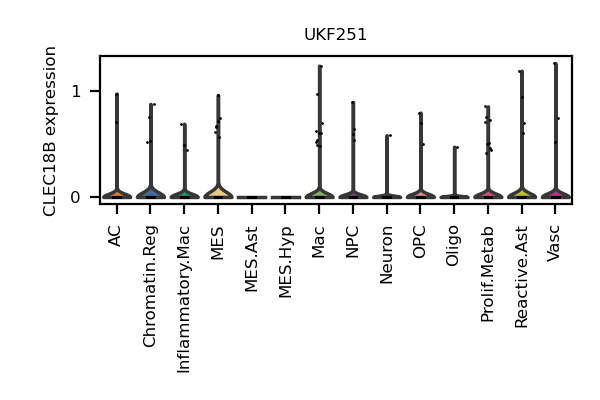 UKF251
CLEC18B expression
1
0
AC
Chromatin.Reg
Inflammatory.Mac
MES
MES.Ast
MES.Hyp
Mac
NPC
Neuron
OPC
Oligo
Prolif.Metab
Reactive.Ast
Vasc